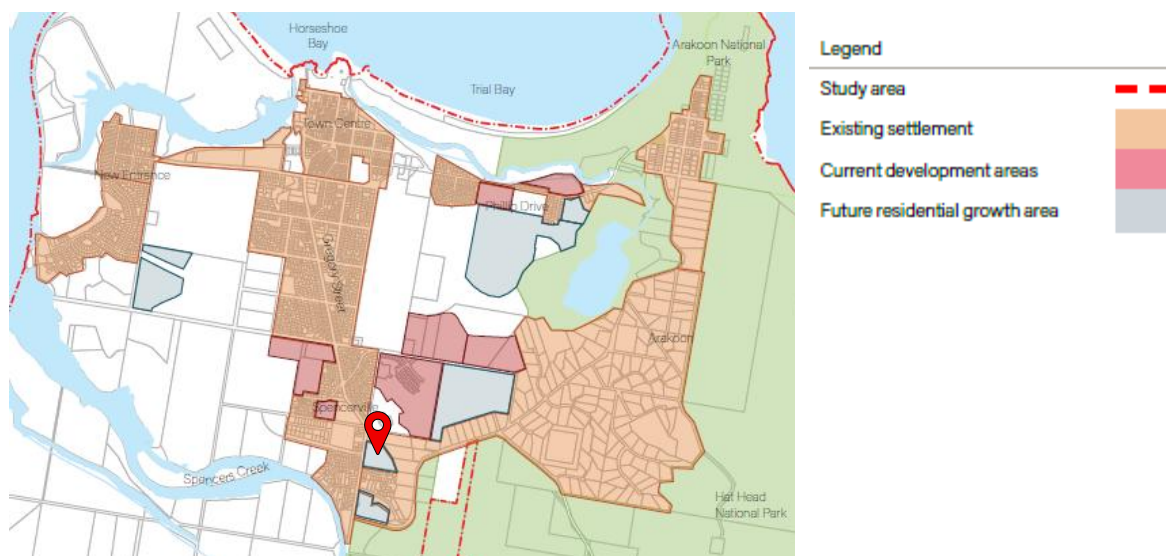 Horseshoe
Bay
Arakoon National
Park
Trial Bay
Town Centre
New Entrance
Phillip Drive
Gregory Street
Arakoon
Spencerville
Spencers Creek
Hat Head
National Park
Legend
Study area
Existing settlement
Current development areas
Future residential growth area